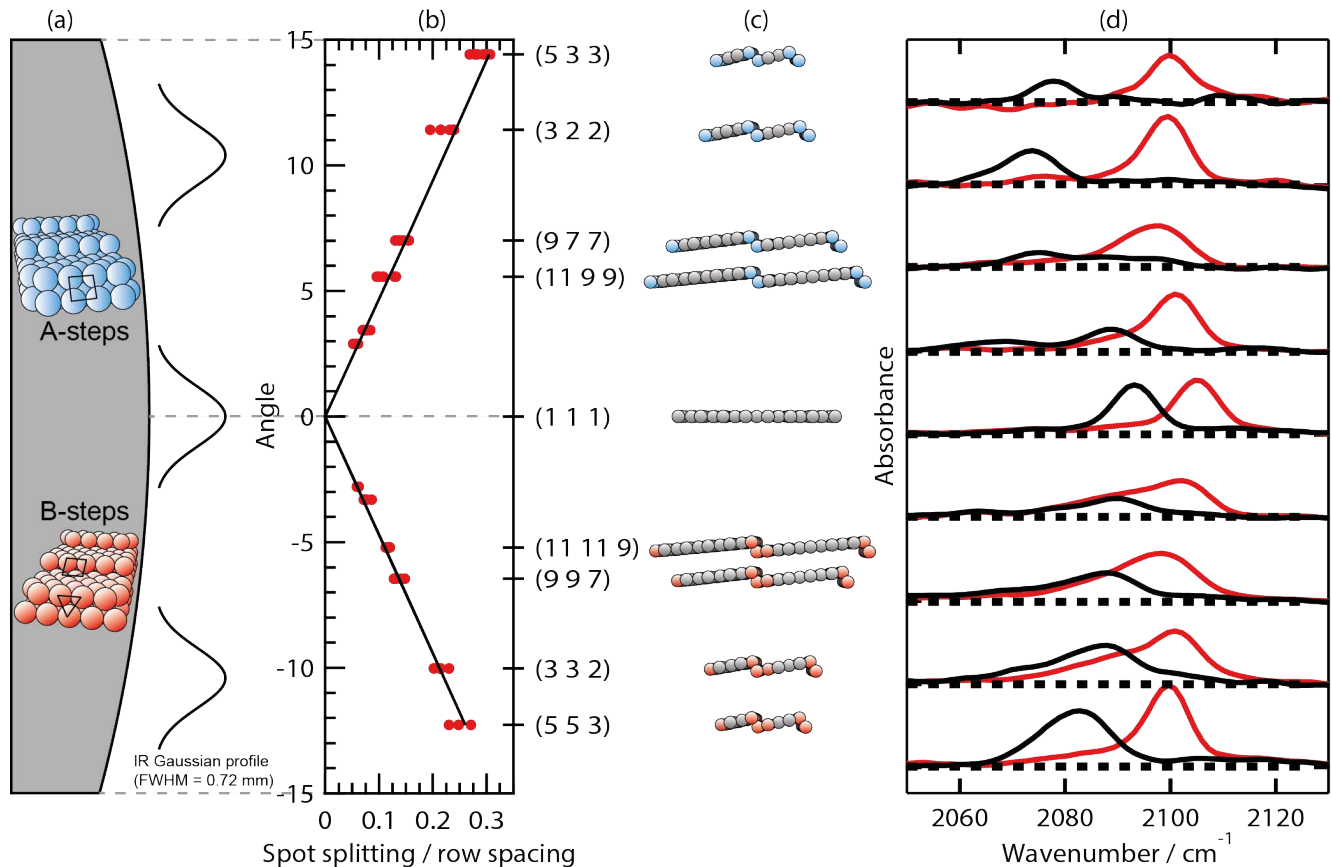 (a)
(b)
(c)
(d)
A-steps
B-steps
IR Gaussian profile
(FWHM = 0.72 mm)
Angle
15
10
5
0
-5
-10
-15
0
0.1
0.2
0.3
Spot splitting / row spacing
(5 3 3)
(3 2 2)
(9 7 7)
(11 9 9)
(1 1 1)
(11 11 9)
(9 9 7)
(3 3 2)
(5 5 3)
Absorbance
2060
2080
2100
2120
Wavenumber / cm⁻¹